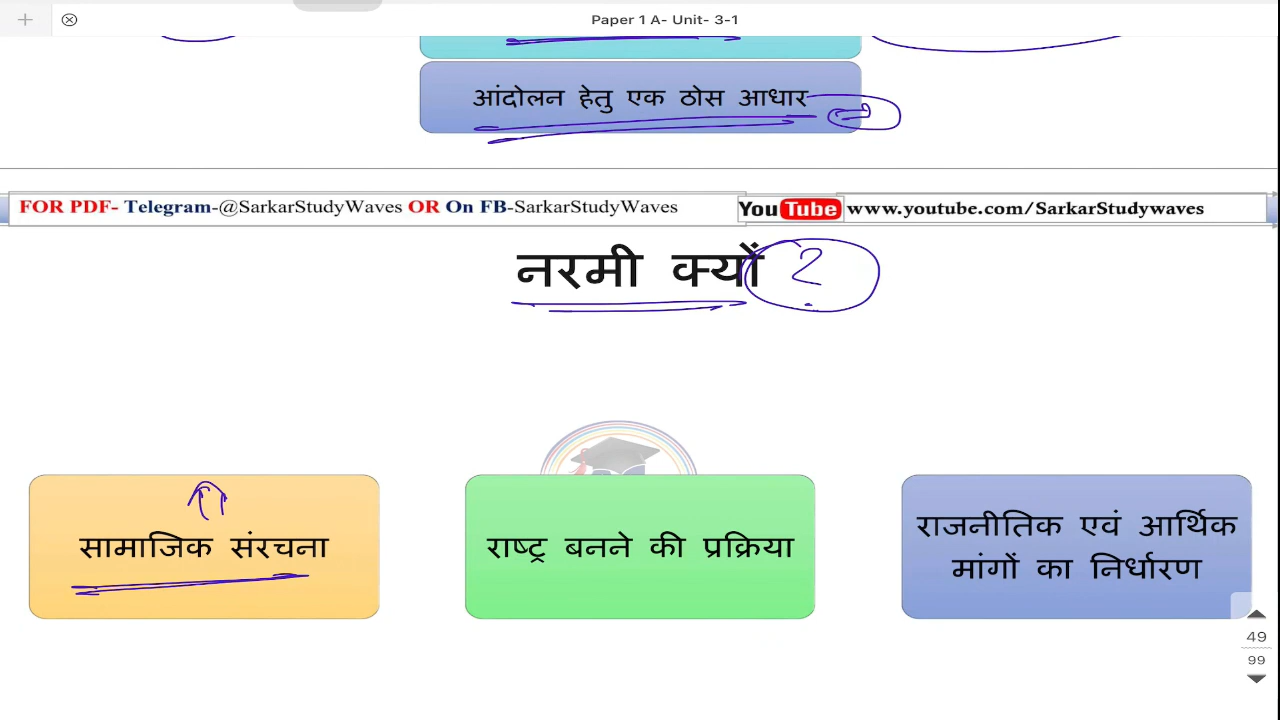 Paper 1 A- Unit- 3-1
आंदोलन हेतु एक ठोस आधार
FOR PDF- Telegram-@SarkarStudyWaves OR On FB-SarkarStudyWaves
YouTube www.youtube.com/SarkarStudywaves
नरमी क्यों ?
सामाजिक संरचना
राष्ट्र बनने की प्रक्रिया
राजनीतिक एवं आर्थिक
मांगों का निर्धारण
49
99